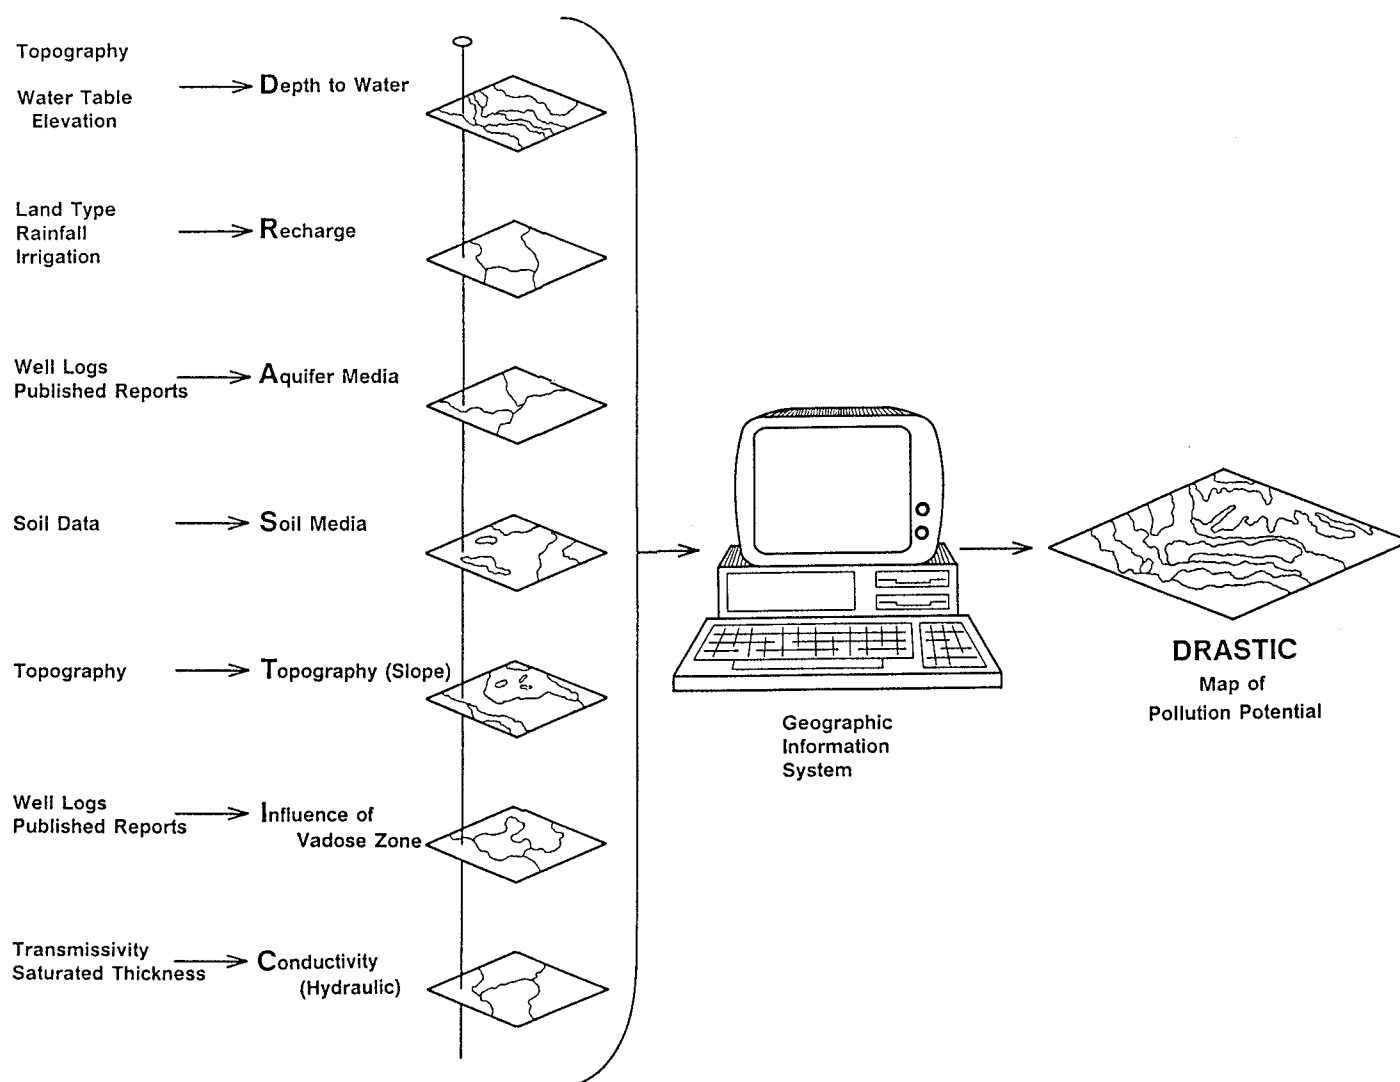 Topography
Water Table
Elevation
Depth to Water
Land Type
Rainfall
Irrigation
Recharge
Well Logs
Published Reports
Aquifer Media
Soil Data
Soil Media
Topography
Topography (Slope)
Well Logs
Published Reports
Influence of
Vadose Zone
Transmissivity
Saturated Thickness
Conductivity
(Hydraulic)
Geographic
Information
System
DRASTIC
Map of
Pollution Potential